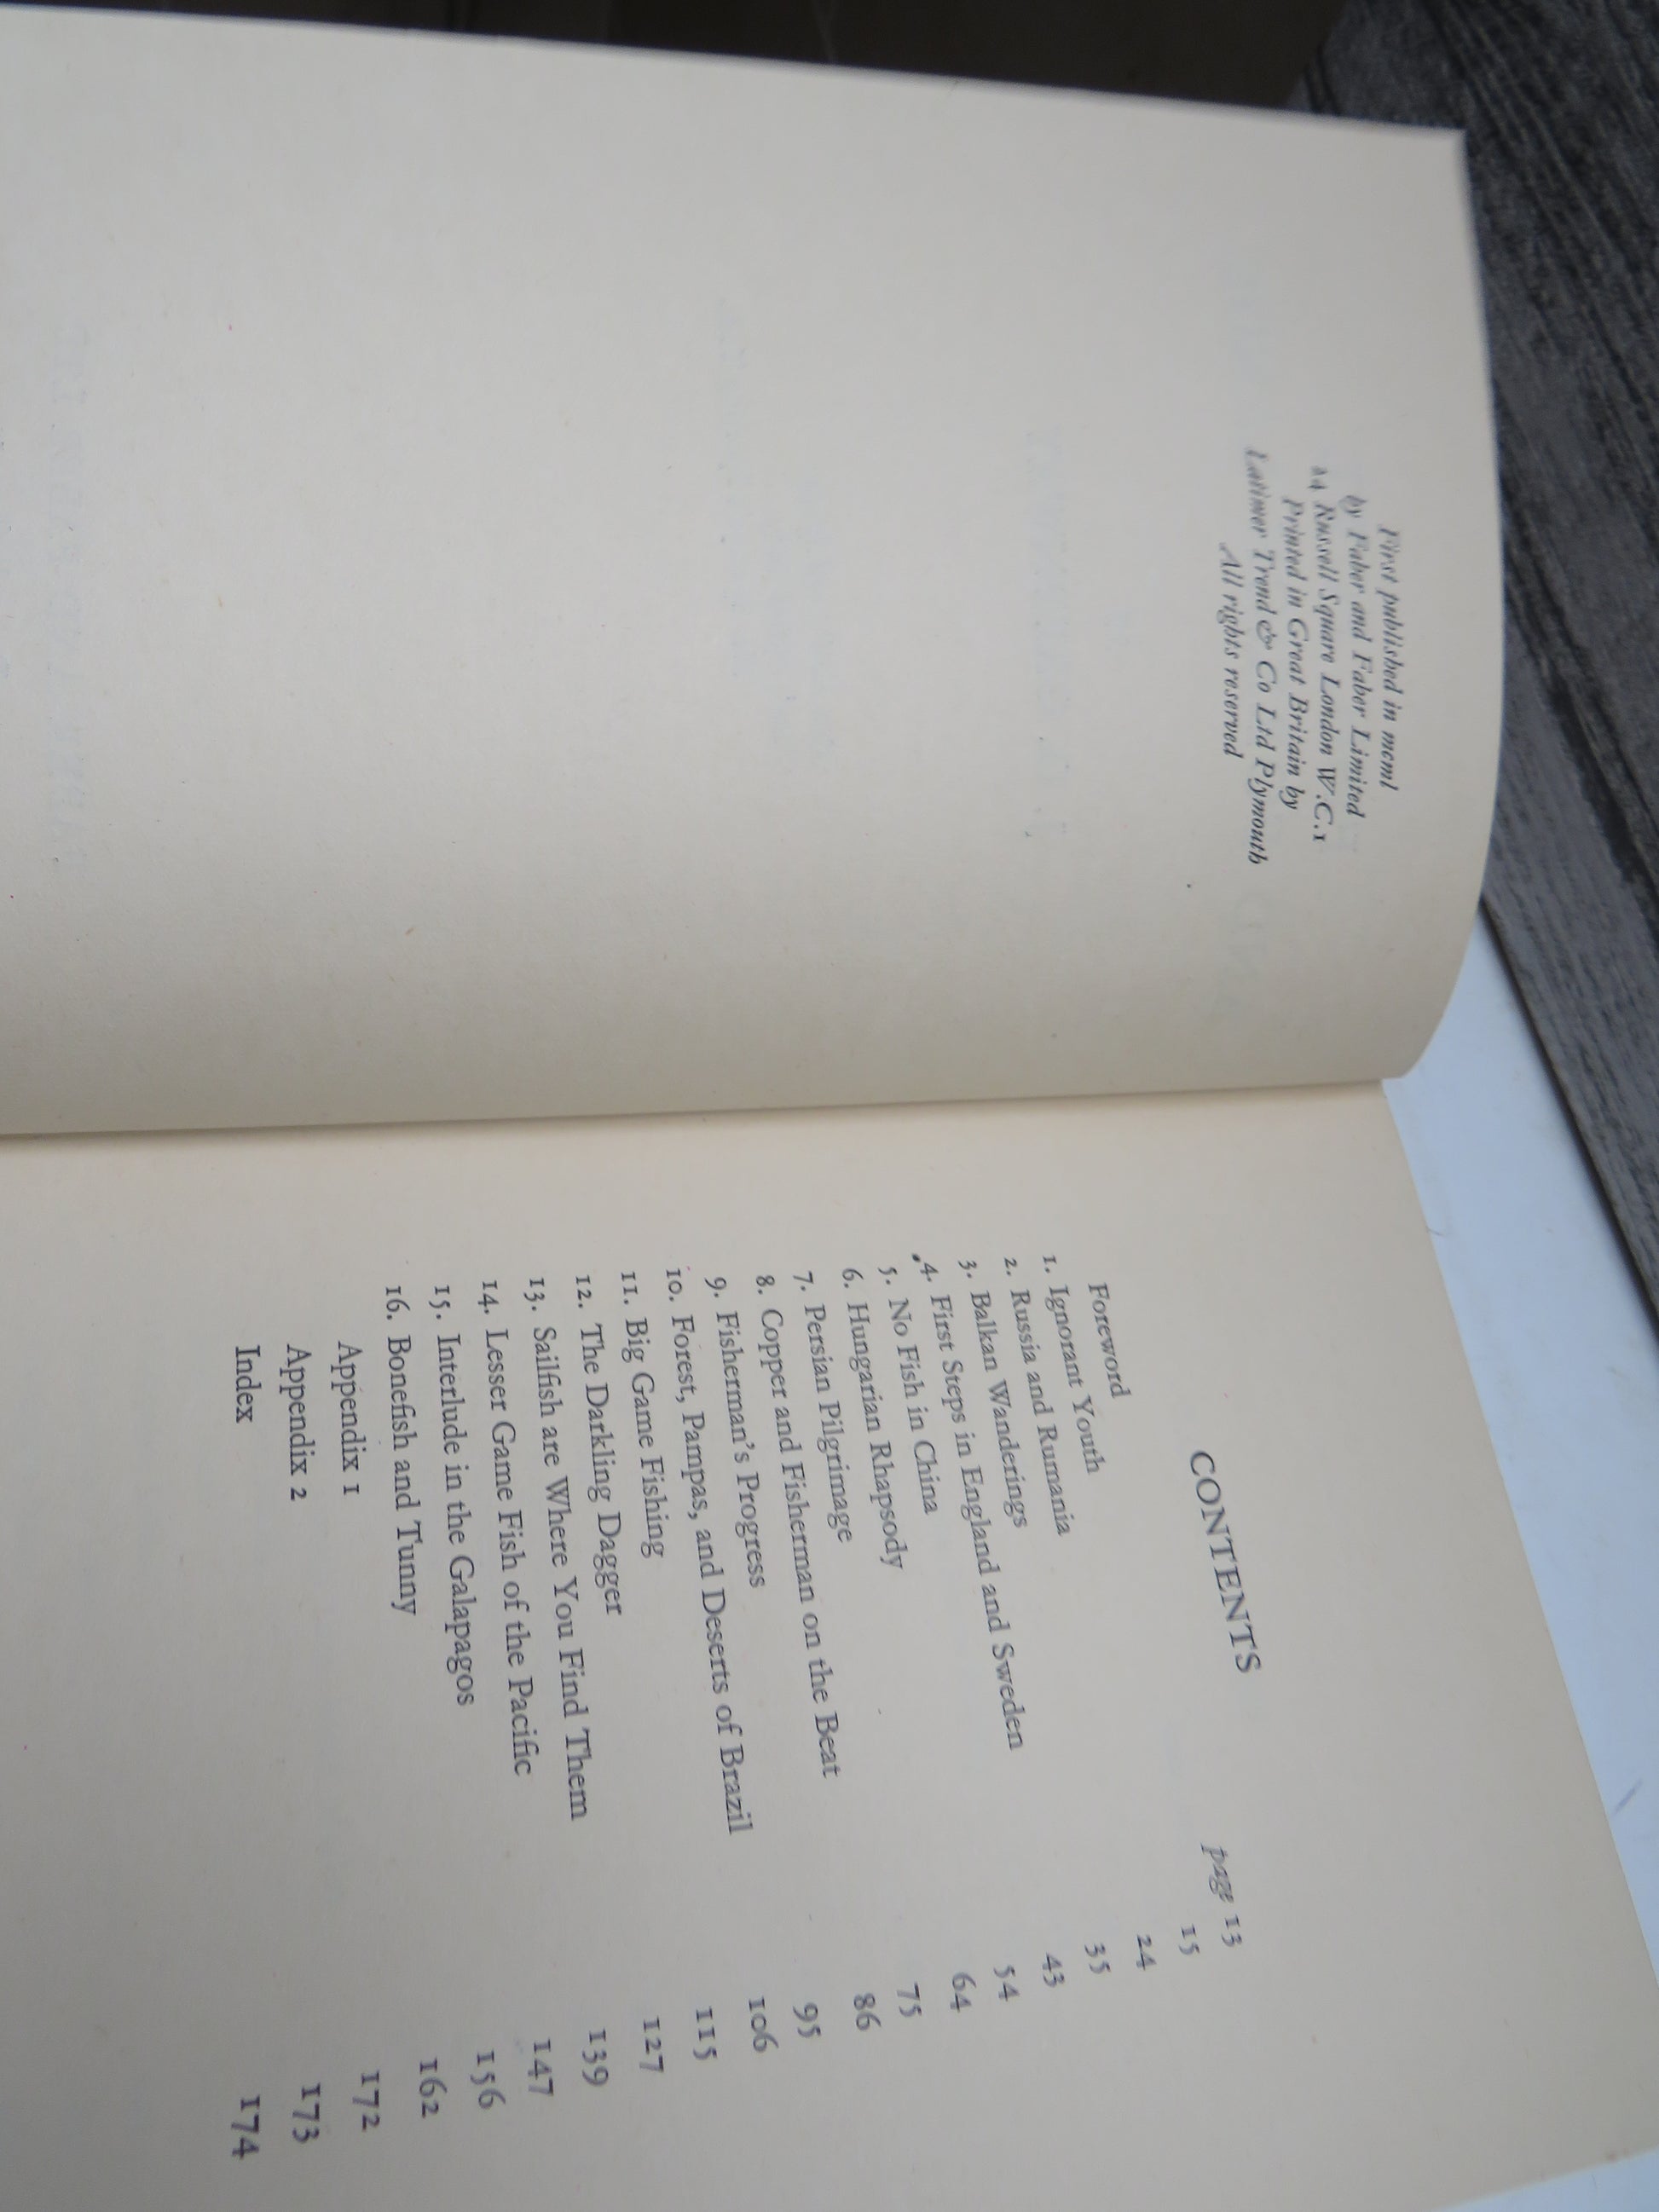 First published in mcml
by Faber and Faber Limited
24 Russell Square London W.C.1
Printed in Great Britain by
Latimer Trend & Co Ltd Plymouth
All rights reserved
CONTENTS
Foreword page 13
1. Ignorant Youth 15
2. Russia and Rumania 24
3. Balkan Wanderings 35
4. First Steps in England and Sweden 43
5. No Fish in China 54
6. Hungarian Rhapsody 64
7. Persian Pilgrimage 75
8. Copper and Fisherman on the Beat 86
9. Fisherman's Progress 95
10. Forest, Pampas, and Deserts of Brazil 106
11. Big Game Fishing 115
12. The Darkling Dagger 127
13. Sailfish are Where You Find Them 139
14. Lesser Game Fish of the Pacific 147
15. Interlude in the Galapagos 156
16. Bonefish and Tunny 162
Appendix 1 172
Appendix 2 173
Index 174